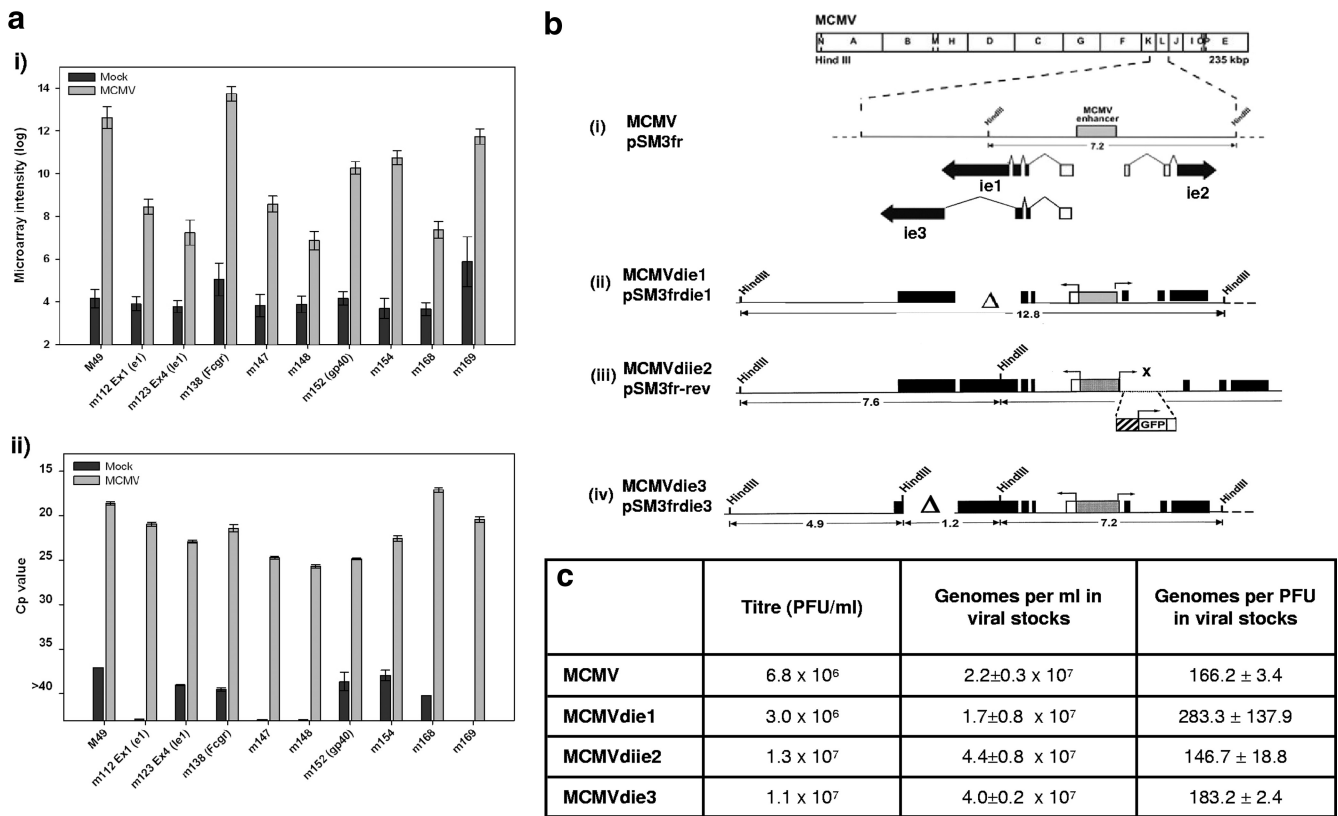 a
i)
Mock
MCMV
Microarray intensity (log)
14
12
10
8
6
4
2
M49
m112 Ex1 (e1)
m123 Ex4 (Ie1)
m138 (Fcgr)
m147
m148
m152 (gp40)
m154
m168
m169
ii)
Mock
MCMV
Cp value
15
20
25
30
35
>40
M49
m112 Ex1 (e1)
m123 Ex4 (Ie1)
m138 (Fcgr)
m147
m148
m152 (gp40)
m154
m168
m169
b
MCMV
N A B M H D C G F K L J I O P E
Hind III
235 kbp
(i)
MCMV
pSM3fr
HindIII
MCMV
enhancer
HindIII
7.2
ie1
ie2
ie3
(ii)
MCMVdie1
pSM3frdie1
HindIII
Δ
HindIII
12.8
(iii)
MCMVdiie2
pSM3fr-rev
HindIII
HindIII
X
7.6
GFP
(iv)
MCMVdie3
pSM3frdie3
HindIII
HindIII
Δ
HindIII
HindIII
4.9
1.2
7.2
c
Titre (PFU/ml)
Genomes per ml in
viral stocks
Genomes per PFU
in viral stocks
MCMV 6.8 x 10⁶ 2.2±0.3 x 10⁷ 166.2 ± 3.4
MCMVdie1 3.0 x 10⁶ 1.7±0.8 x 10⁷ 283.3 ± 137.9
MCMVdiie2 1.3 x 10⁷ 4.4±0.8 x 10⁷ 146.7 ± 18.8
MCMVdie3 1.1 x 10⁷ 4.0±0.2 x 10⁷ 183.2 ± 2.4